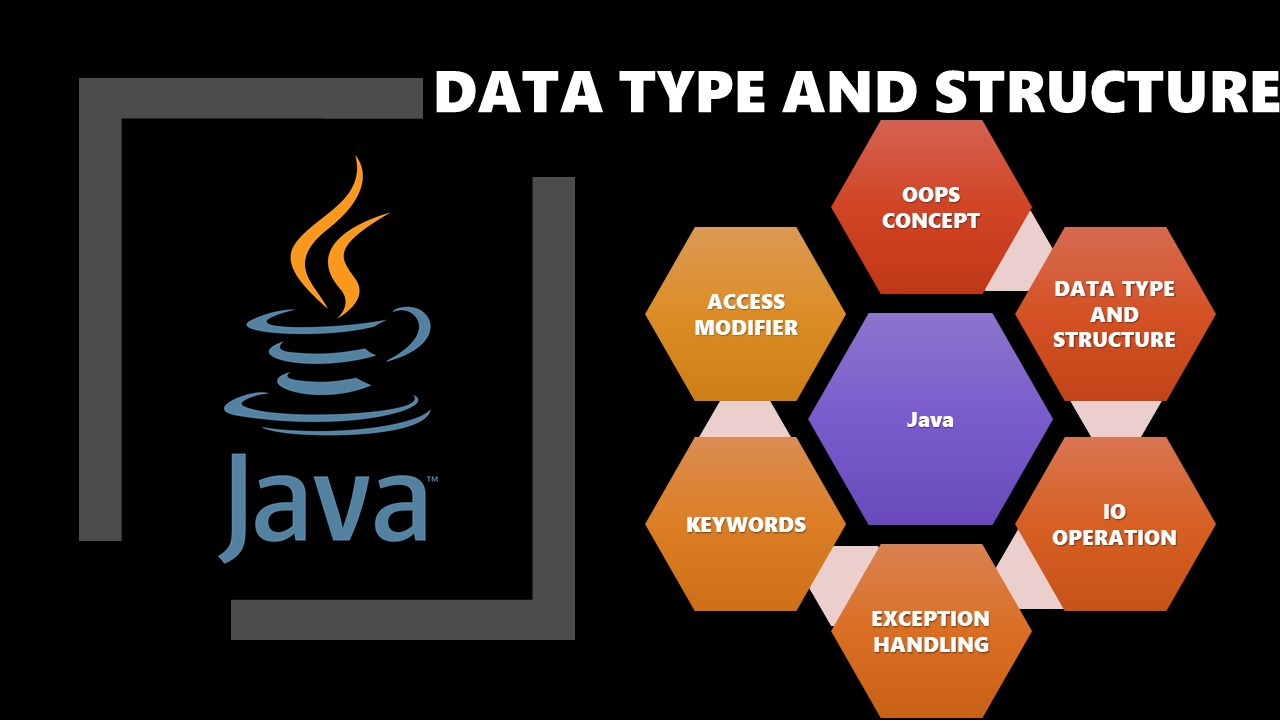 DATA TYPE AND STRUCTURE
Java™
OOPS
CONCEPT
DATA TYPE
AND
STRUCTURE
IO
OPERATION
EXCEPTION
HANDLING
KEYWORDS
ACCESS
MODIFIER
Java